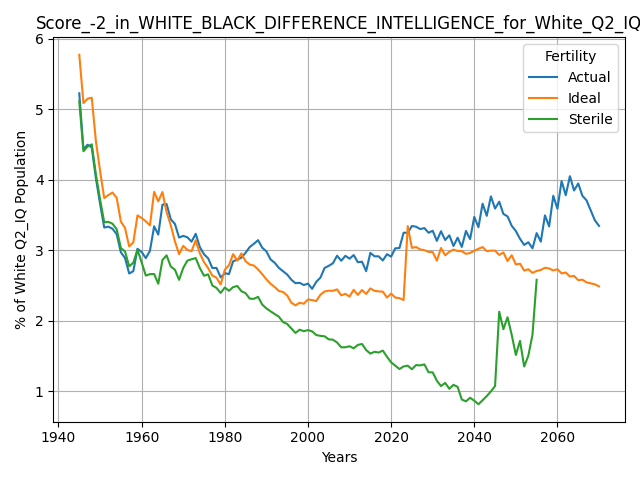 Score_-2_in_WHITE_BLACK_DIFFERENCE_INTELLIGENCE_for_White_Q2_IQ
6
5
4
3
2
1
% of White Q2_IQ Population
Fertility
Actual
Ideal
Sterile
1940 1960 1980 2000 2020 2040 2060
Years